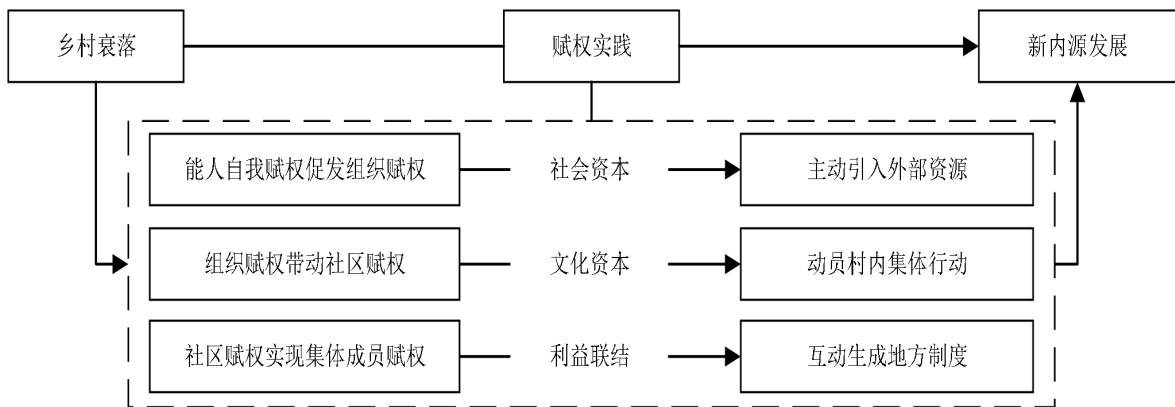 乡村衰落
赋权实践
新内源发展
能人自我赋权促发组织赋权
社会资本
主动引入外部资源
组织赋权带动社区赋权
文化资本
动员村内集体行动
社区赋权实现集体成员赋权
利益联结
互动生成地方制度